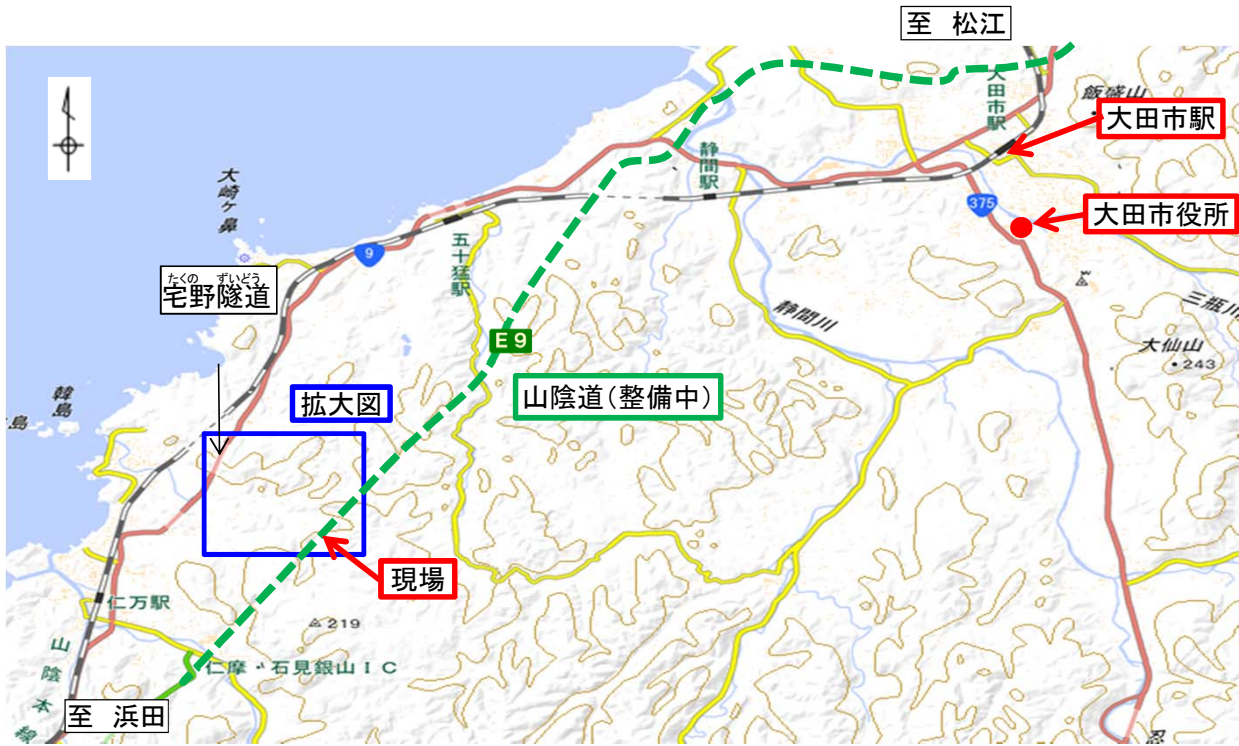 至 松江
大田市駅
飯盛山
大田市駅
静間駅
375
大田市役所
大崎ヶ鼻
9
五十猛駅
たくの ずいどう
宅野隧道
静間川
三瓶川
E9
大仙山
・243
韓島
島
拡大図
山陰道(整備中)
現場
仁万駅
219
山陰本線
仁摩・石見銀山IC
至 浜田
忍